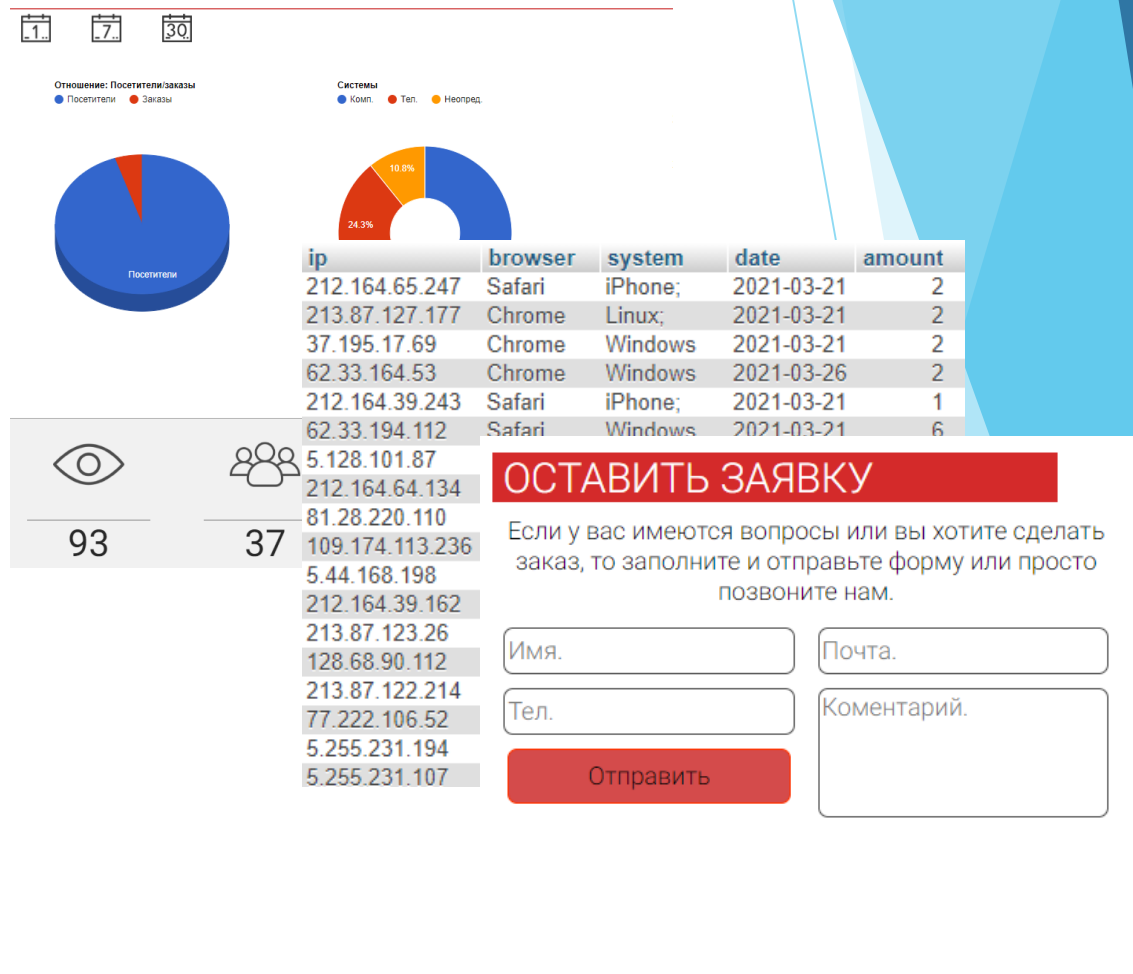 1 7 30
Отношение: Посетители/заказы
Посетители Заказы
Системы
Комп. Тел. Неопред.
10.8%
24.3%
Посетители
ip browser system date amount
212.164.65.247 Safari iPhone; 2021-03-21 2
213.87.127.177 Chrome Linux; 2021-03-21 2
37.195.17.69 Chrome Windows 2021-03-21 2
62.33.164.53 Chrome Windows 2021-03-26 2
212.164.39.243 Safari iPhone; 2021-03-21 1
62.33.194.112 Safari Windows 2021-03-21 6
5.128.101.87
212.164.64.134
81.28.220.110
109.174.113.236
5.44.168.198
212.164.39.162
213.87.123.26
128.68.90.112
213.87.122.214
77.222.106.52
5.255.231.194
5.255.231.107
93 37
ОСТАВИТЬ ЗАЯВКУ
Если у вас имеются вопросы или вы хотите сделать
заказ, то заполните и отправьте форму или просто
позвоните нам.
Имя. Почта.
Тел. Коментарий.
Отправить